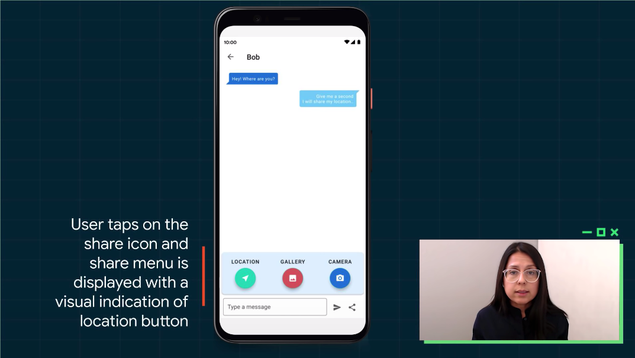 10:00
Bob
Hey! Where are you?
Give me a second
I will share my location...
User taps on the
share icon and
share menu is
displayed with a
visual indication of
location button
LOCATION GALLERY CAMERA
Type a message